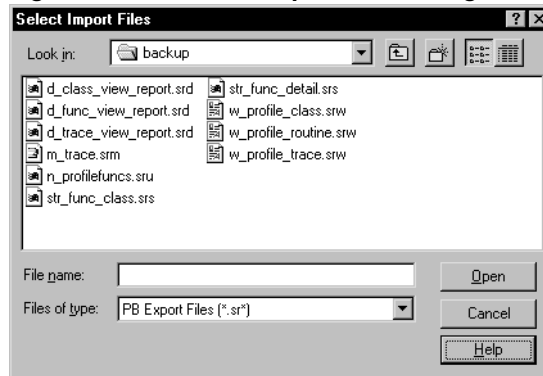 Select Import Files
Look in: backup
d_class_view_report.srd
d_func_view_report.srd
d_trace_view_report.srd
m_trace.srm
n_profilefuncs.sru
str_func_class.srs
str_func_detail.srs
w_profile_class.srw
w_profile_routine.srw
w_profile_trace.srw
File name:
Open
Files of type: PB Export Files (*.sr*)
Cancel
Help